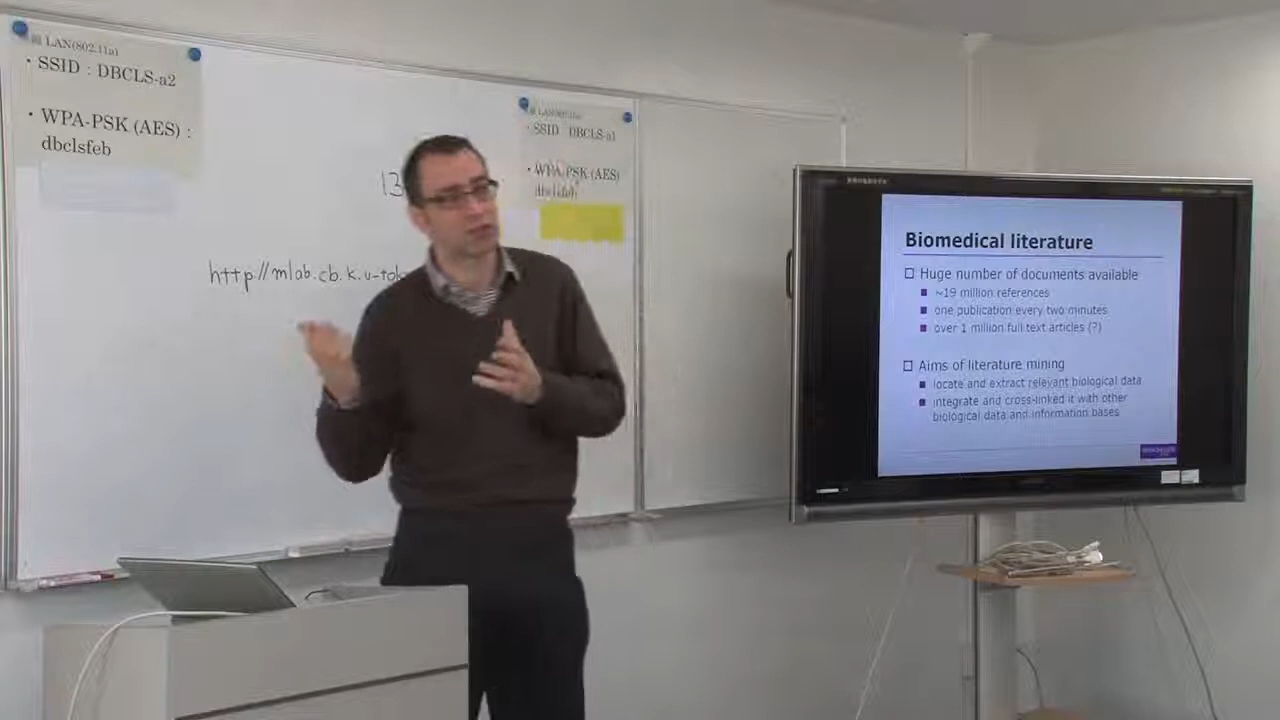 LAN(802.11a)
・SSID : DBCLS-a2
・WPA-PSK (AES) :
dbclsfeb
・SSID : DBCLS-a1
・WPA-PSK (AES)
dbclsfeb
13
http://mlab.cb.k.u-tok
Biomedical literature
Huge number of documents available
~19 million references
one publication every two minutes
over 1 million full text articles (?)
Aims of literature mining
locate and extract relevant biological data
integrate and cross-linked it with other
biological data and information bases